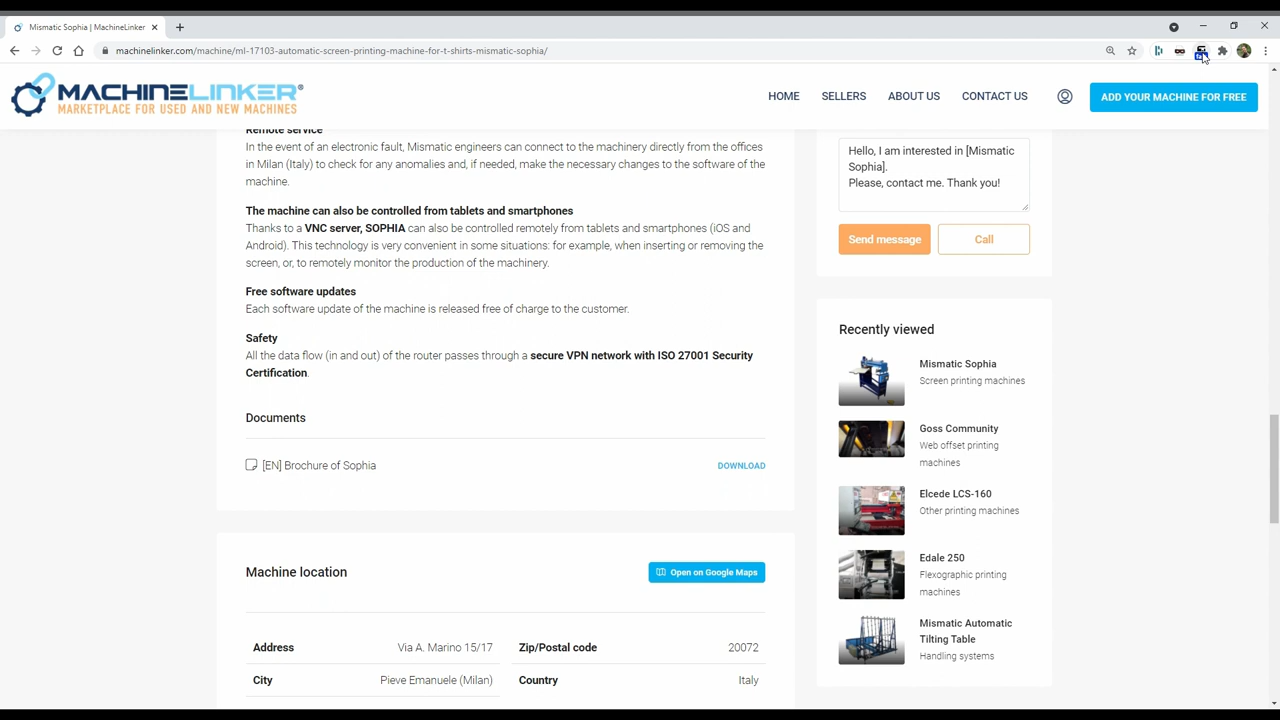 Mismatic Sophia | MachineLinker
machinelinker.com/machine/ml-17103-automatic-screen-printing-machine-for-t-shirts-mismatic-sophia/
MACHINELINKER®
MARKETPLACE FOR USED AND NEW MACHINES
HOME SELLERS ABOUT US CONTACT US ADD YOUR MACHINE FOR FREE
Remote service
In the event of an electronic fault, Mismatic engineers can connect to the machinery directly from the offices
in Milan (Italy) to check for any anomalies and, if needed, make the necessary changes to the software of the
machine.
The machine can also be controlled from tablets and smartphones
Thanks to a VNC server, SOPHIA can also be controlled remotely from tablets and smartphones (iOS and
Android). This technology is very convenient in some situations: for example, when inserting or removing the
screen, or, to remotely monitor the production of the machinery.
Free software updates
Each software update of the machine is released free of charge to the customer.
Safety
All the data flow (in and out) of the router passes through a secure VPN network with ISO 27001 Security
Certification.
Documents
[EN] Brochure of Sophia DOWNLOAD
Machine location
Open on Google Maps
Address Via A. Marino 15/17 Zip/Postal code 20072
City Pieve Emanuele (Milan) Country Italy
Hello, I am interested in [Mismatic
Sophia].
Please, contact me. Thank you!
Send message Call
Recently viewed
Mismatic Sophia
Screen printing machines
Goss Community
Web offset printing
machines
Elcede LCS-160
Other printing machines
Edale 250
Flexographic printing
machines
Mismatic Automatic
Tilting Table
Handling systems